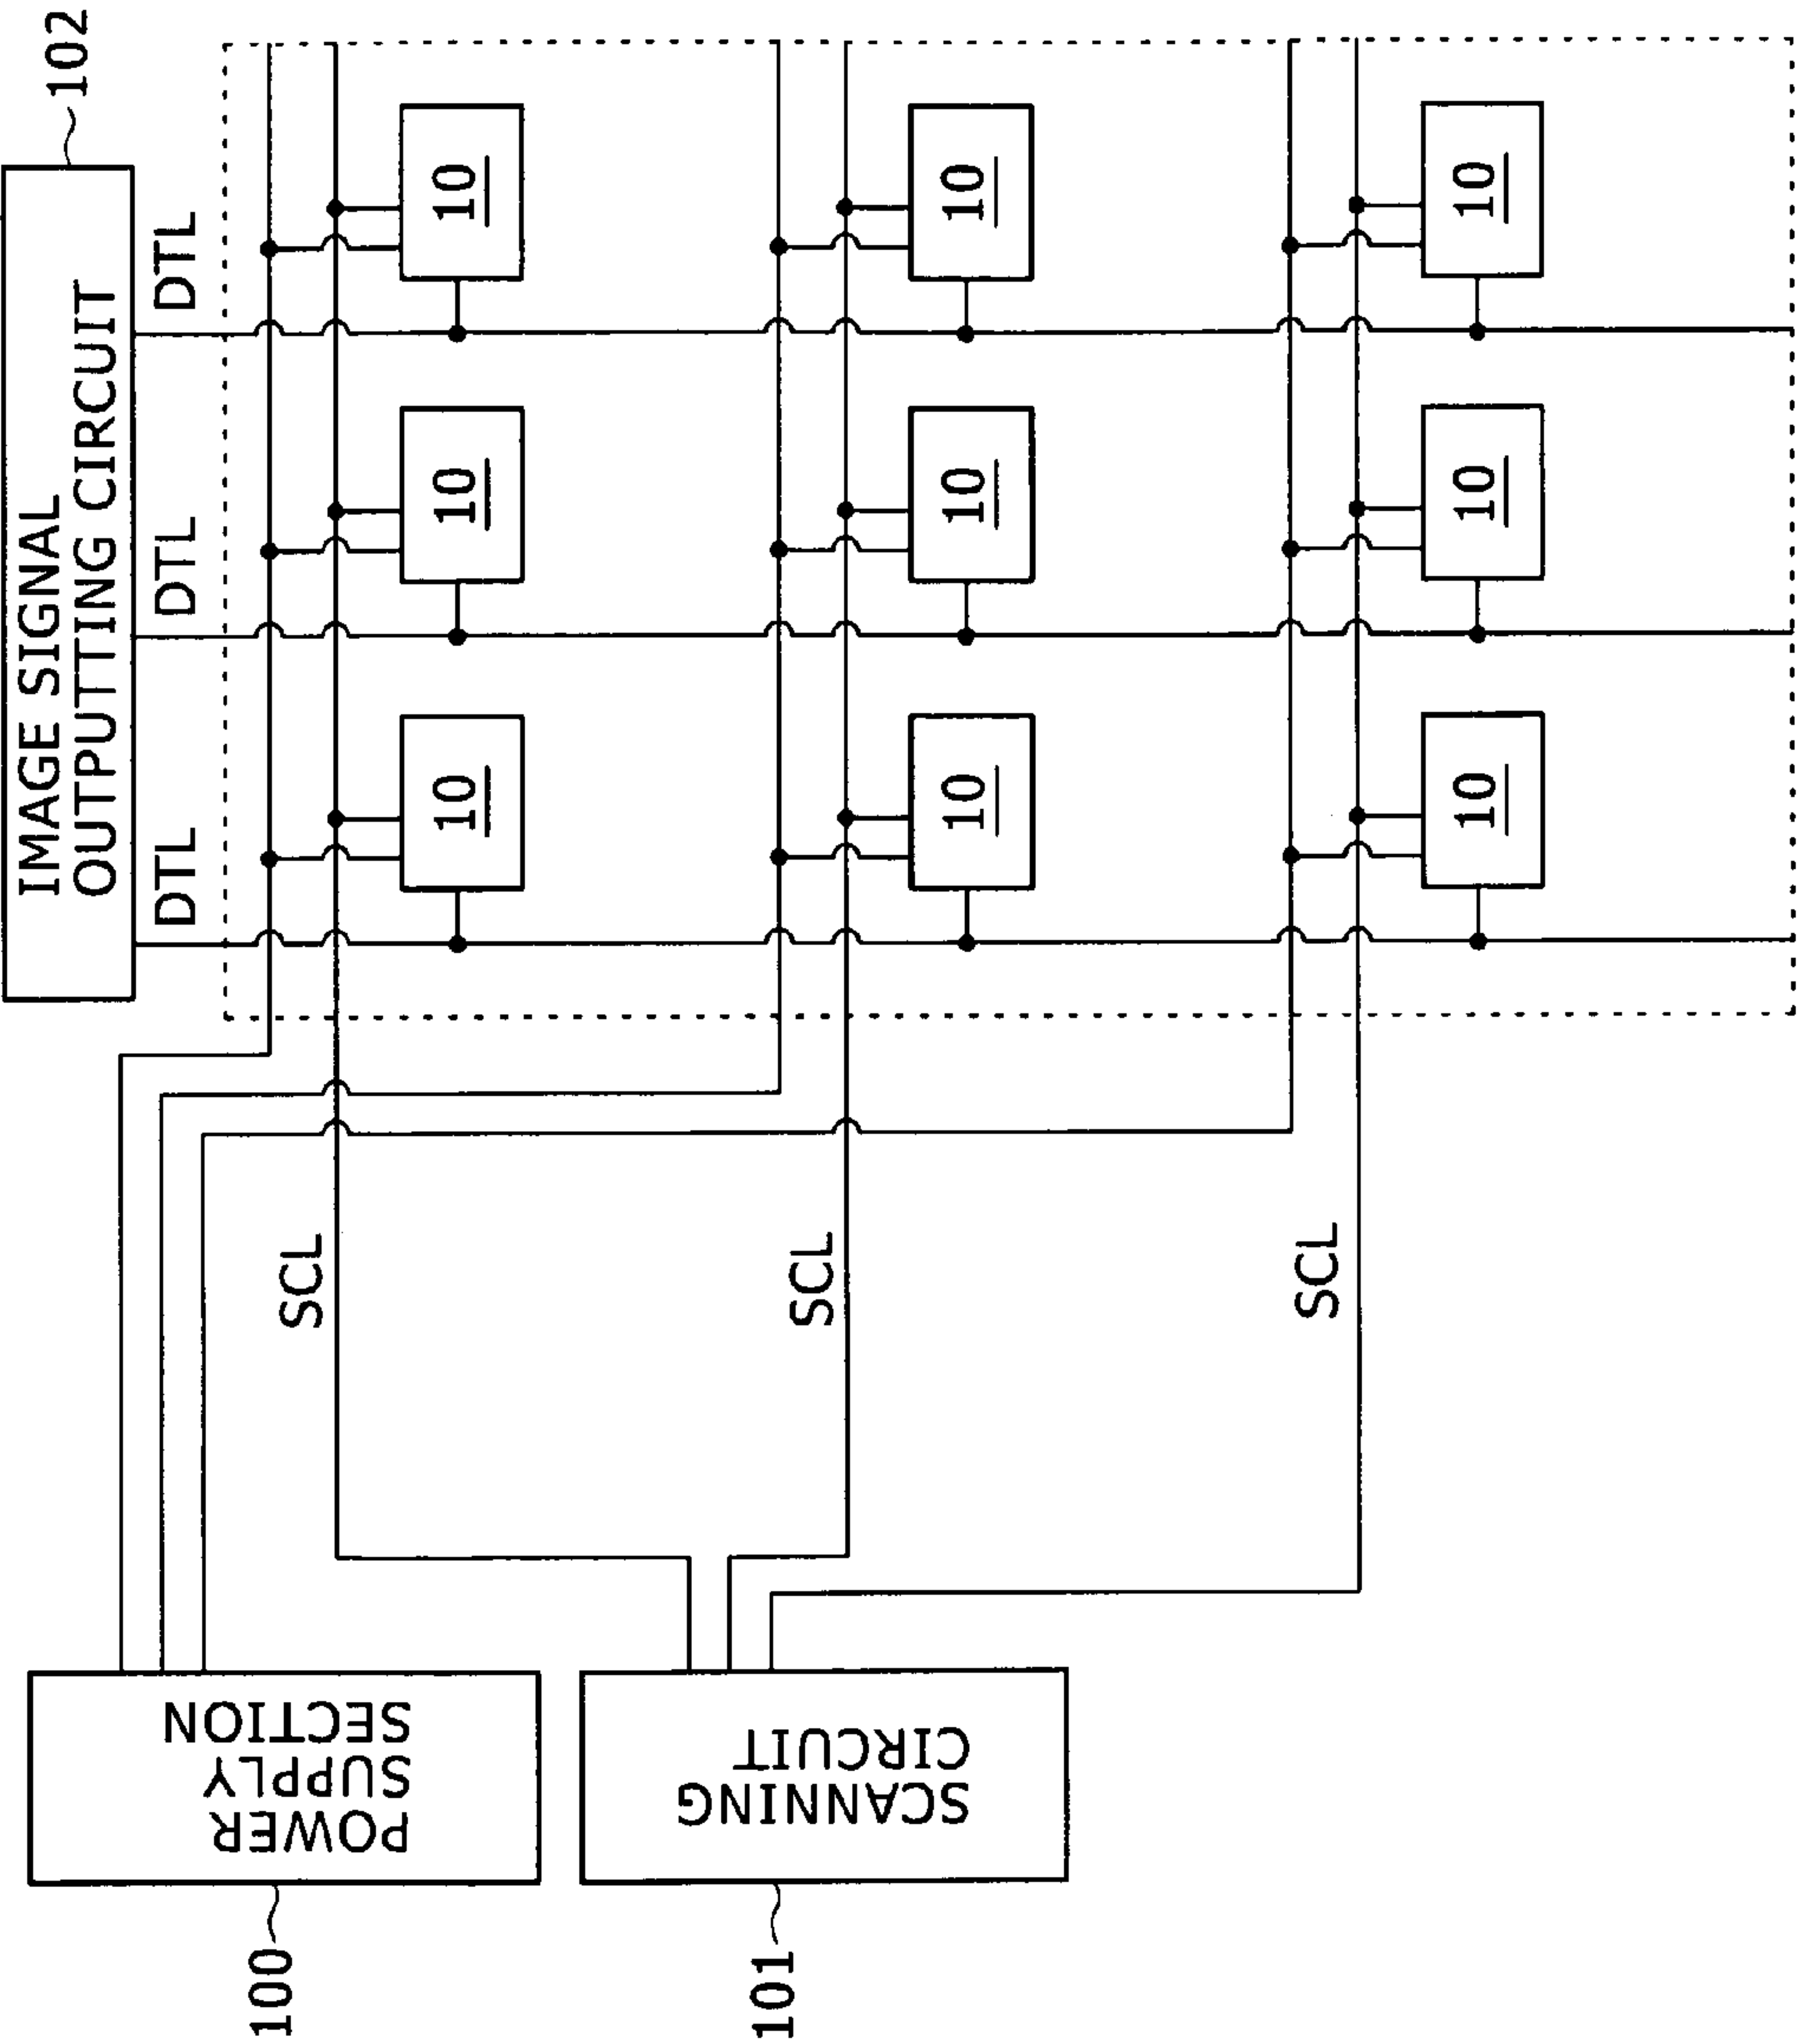 102
IMAGE SIGNAL
OUTPUTTING CIRCUIT
DTL
DTL
DTL
10
10
10
10
10
10
10
10
10
SCL
SCL
SCL
POWER
SUPPLY
SECTION
100
SCANNING
CIRCUIT
101